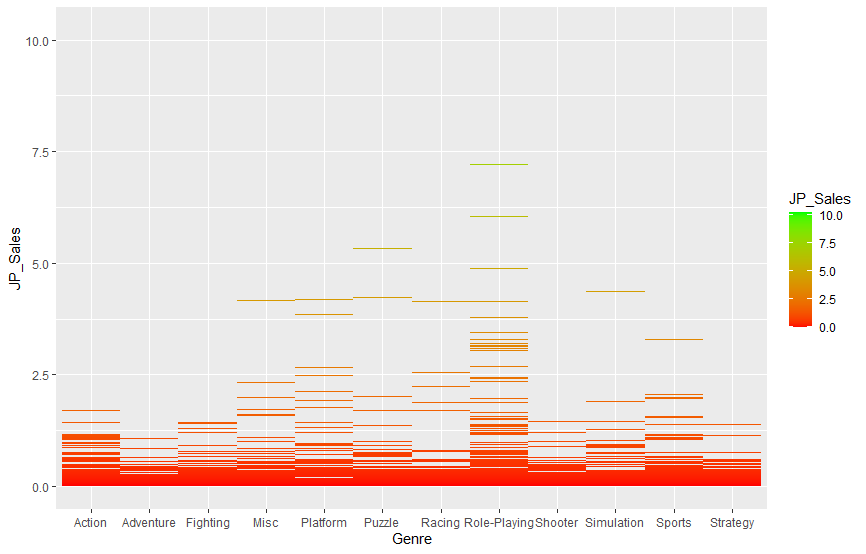 10.0
7.5
5.0
2.5
0.0
JP_Sales
Action Adventure Fighting Misc Platform Puzzle Racing Role-Playing Shooter Simulation Sports Strategy
Genre
JP_Sales
10.0
7.5
5.0
2.5
0.0